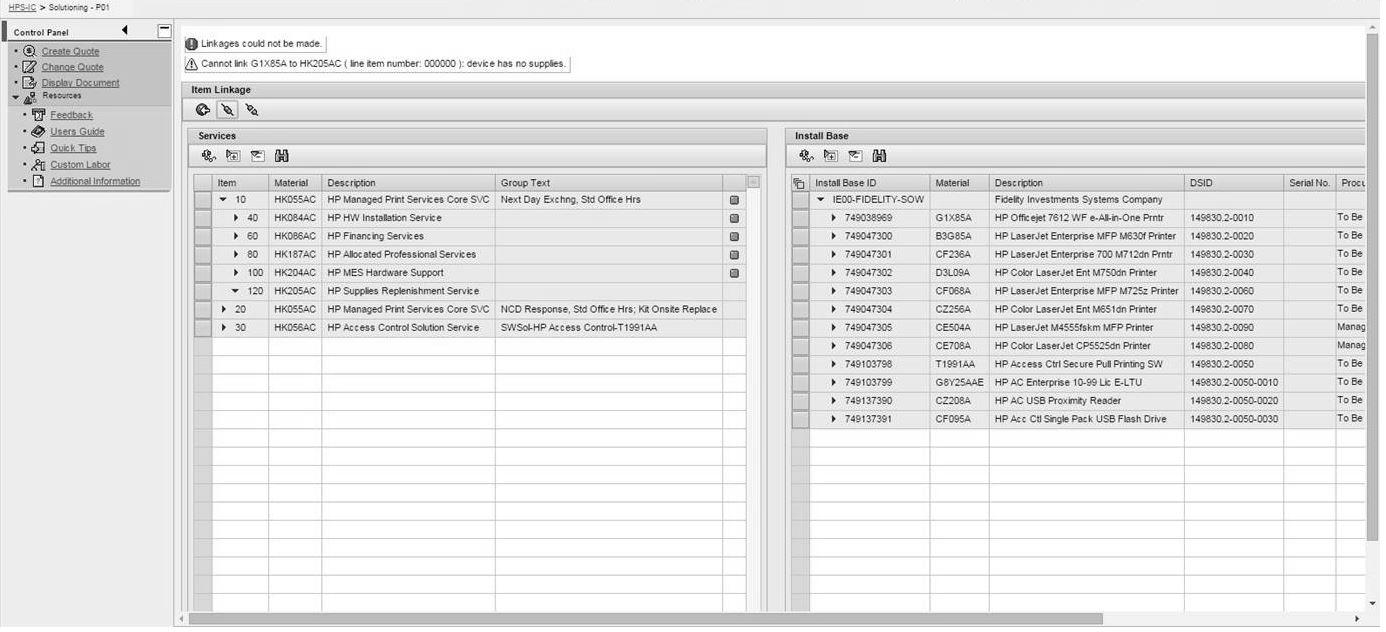 HPS-IC > Solutioning - P01
Control Panel
Create Quote
Change Quote
Display Document
Resources
Feedback
Users Guide
Quick Tips
Custom Labor
Additional Information
Linkages could not be made.
Cannot link G1X85A to HK205AC ( line item number: 000000 ): device has no supplies.
Item Linkage
Services
Item Material Description Group Text
10 HK055AC HP Managed Print Services Core SVC Next Day Exchng, Std Office Hrs
40 HK084AC HP HW Installation Service
60 HK086AC HP Financing Services
80 HK187AC HP Allocated Professional Services
100 HK204AC HP MES Hardware Support
120 HK205AC HP Supplies Replenishment Service
20 HK055AC HP Managed Print Services Core SVC NCD Response, Std Office Hrs; Kit Onsite Replace
30 HK056AC HP Access Control Solution Service SWSol-HP Access Control-T1991AA
Install Base
Install Base ID Material Description DSID Serial No. Procu
IE00-FIDELITY-SOW Fidelity Investments Systems Company
749038969 G1X85A HP Officejet 7612 WF e-All-in-One Prntr 149830.2-0010 To Be
749047300 B3G85A HP LaserJet Enterprise MFP M630f Printer 149830.2-0020 To Be
749047301 CF236A HP LaserJet Enterprise 700 M712dn Prntr 149830.2-0030 To Be
749047302 D3L09A HP Color LaserJet Ent M750dn Printer 149830.2-0040 To Be
749047303 CF068A HP LaserJet Enterprise MFP M725z Printer 149830.2-0060 To Be
749047304 CZ256A HP Color LaserJet Ent M651dn Printer 149830.2-0070 To Be
749047305 CE504A HP LaserJet M4555fskm MFP Printer 149830.2-0090 Manag
749047306 CE708A HP Color LaserJet CP5525dn Printer 149830.2-0080 Manag
749103798 T1991AA HP Access Ctrl Secure Pull Printing SW 149830.2-0050 To Be
749103799 G8Y25AAE HP AC Enterprise 10-99 Lic E-LTU 149830.2-0050-0010 To Be
749137390 CZ208A HP AC USB Proximity Reader 149830.2-0050-0020 To Be
749137391 CF095A HP Acc Ctl Single Pack USB Flash Drive 149830.2-0050-0030 To Be